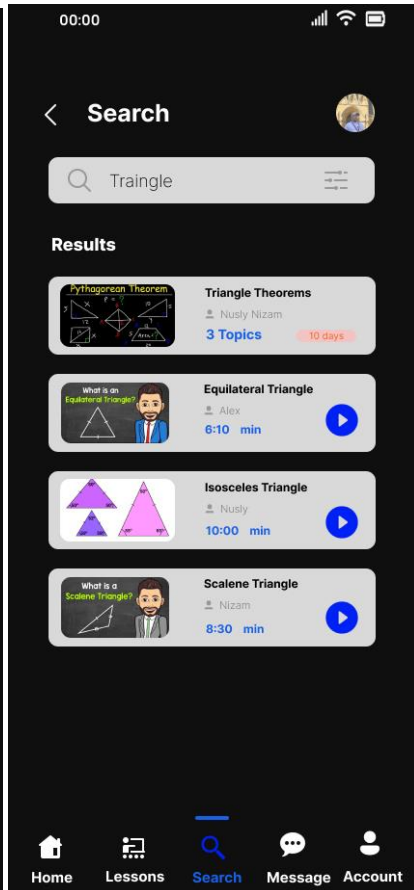 00:00
Search
Traingle
Results
Pythagorean Theorem
Triangle Theorems
Nusly Nizam
3 Topics
10 days
What is an
Equilateral Triangle?
Equilateral Triangle
Alex
6:10 min
Isosceles Triangle
Nusly
10:00 min
What is a
Scalene Triangle?
Scalene Triangle
Nizam
8:30 min
Home
Lessons
Search
Message
Account